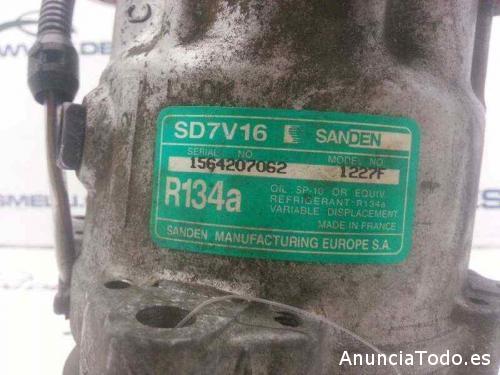 SD7V16 SANDEN
SERIAL NO. MODEL NO.
1564207062 1227F
R134a
OIL: SP-10 OR EQUIV.
REFRIGERANT: R134a
VARIABLE DISPLACEMENT
MADE IN FRANCE
SANDEN MANUFACTURING EUROPE S.A.
AnunciaTodo.es